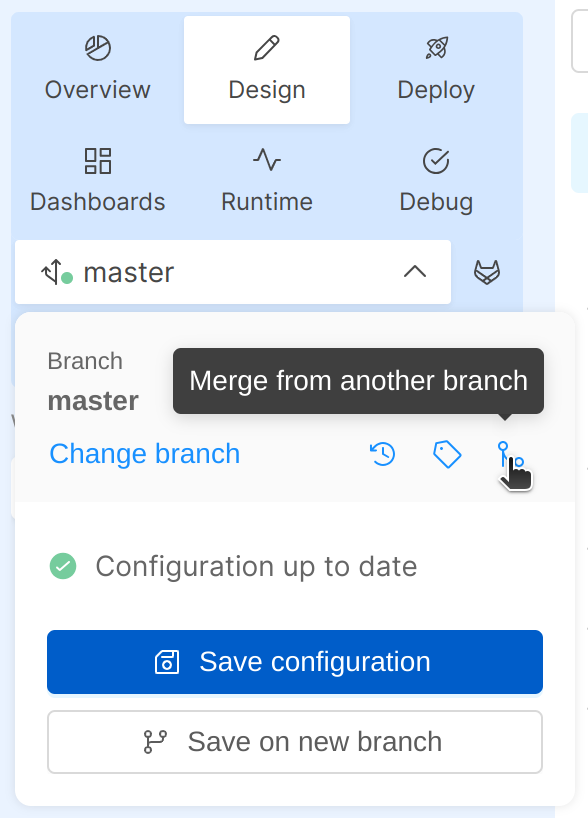 Overview
Design
Deploy
Dashboards
Runtime
Debug
master
Branch
Merge from another branch
master
Change branch
Configuration up to date
Save configuration
Save on new branch